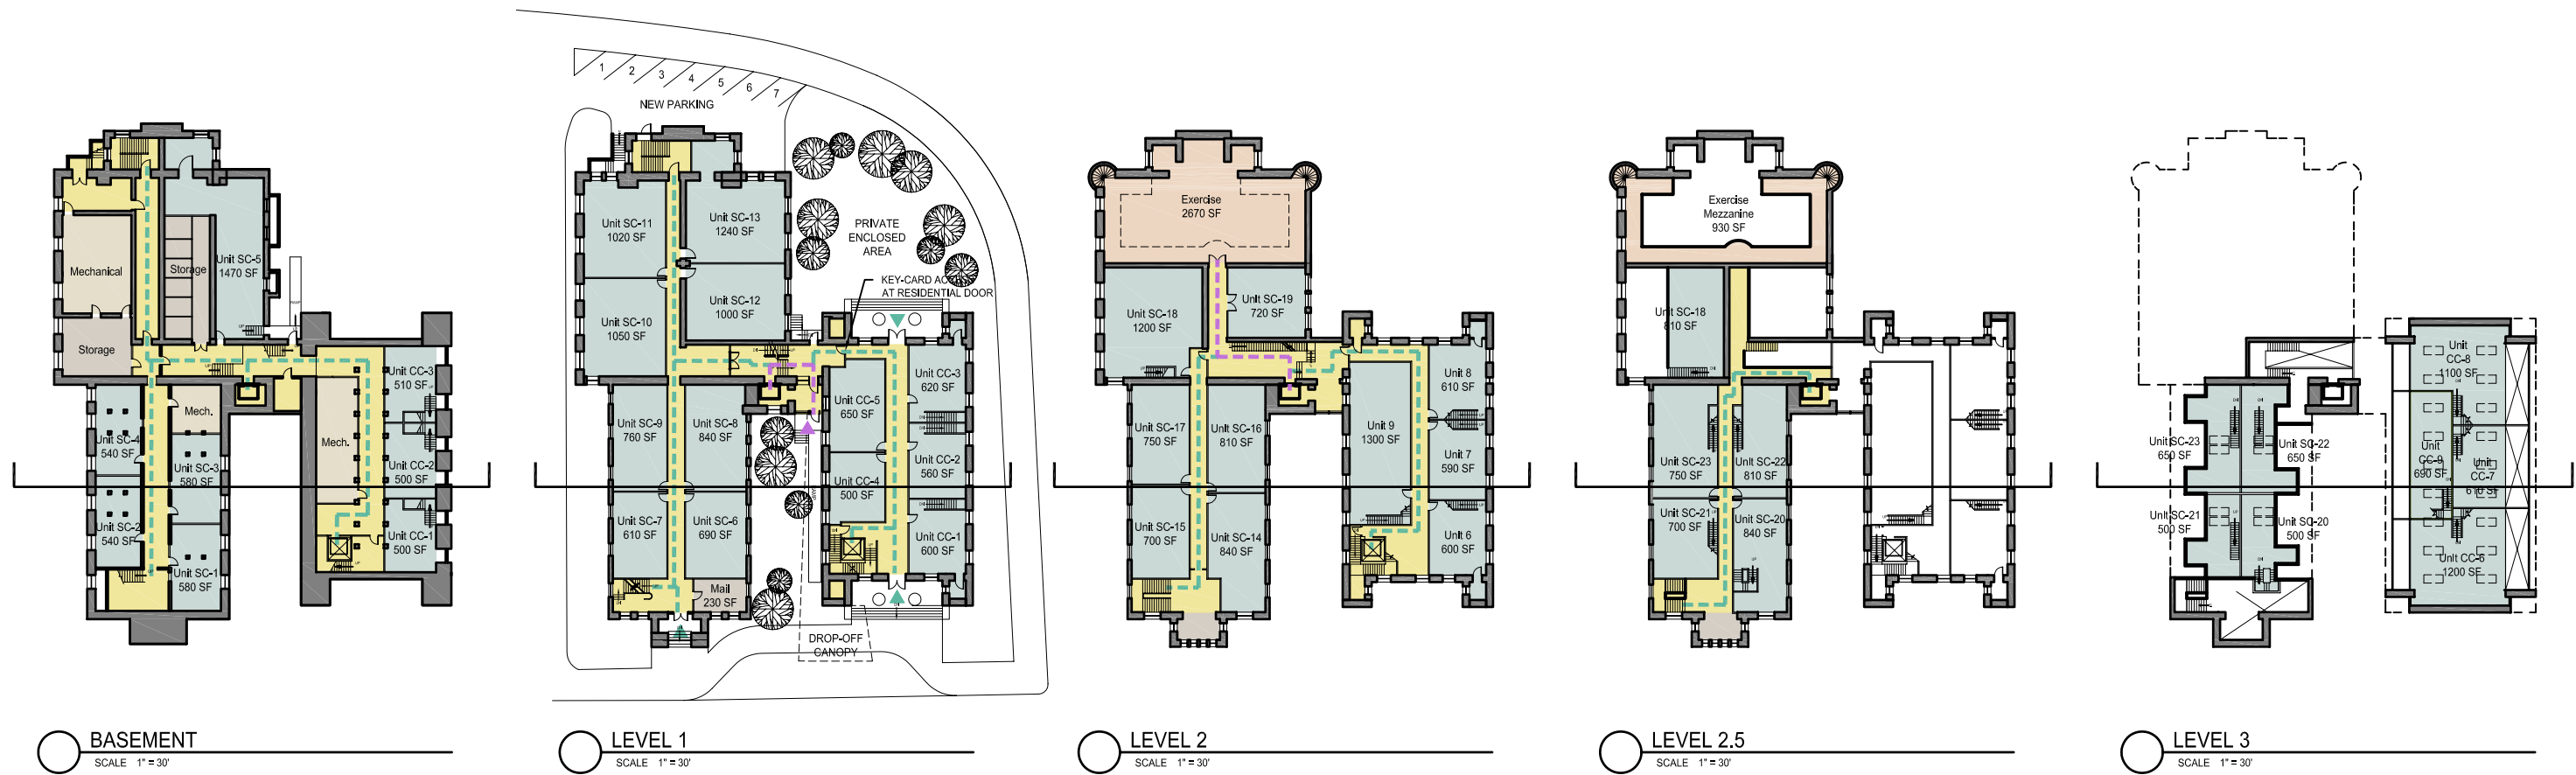 Mechanical
Storage
Storage
Unit SC-5
1470 SF
Mech.
Unit SC-4
540 SF
Unit SC-3
580 SF
Unit SC-2
540 SF
Unit SC-1
580 SF
Mech.
Unit CC-3
510 SF
Unit CC-2
500 SF
Unit CC-1
500 SF
BASEMENT
SCALE 1" = 30'
1
2
3
4
5
6
7
NEW PARKING
Unit SC-11
1020 SF
Unit SC-13
1240 SF
PRIVATE
ENCLOSED
AREA
KEY-CARD AC
AT RESIDENTIAL DOOR
Unit SC-10
1050 SF
Unit SC-12
1000 SF
Unit SC-9
760 SF
Unit SC-8
840 SF
Unit CC-5
650 SF
Unit CC-3
620 SF
Unit CC-2
560 SF
Unit CC-4
500 SF
Unit SC-7
610 SF
Unit SC-6
690 SF
Unit CC-1
600 SF
Mail
230 SF
DROP-OFF
CANOPY
LEVEL 1
SCALE 1" = 30'
Exercise
2670 SF
Unit SC-18
1200 SF
Unit SC-19
720 SF
Unit SC-17
750 SF
Unit SC-16
810 SF
Unit 9
1300 SF
Unit 8
610 SF
Unit 7
590 SF
Unit SC-15
700 SF
Unit SC-14
840 SF
Unit 6
600 SF
LEVEL 2
SCALE 1" = 30'
Exercise
Mezzanine
930 SF
Unit SC-18
810 SF
Unit SC-23
750 SF
Unit SC-22
810 SF
Unit SC-21
700 SF
Unit SC-20
840 SF
LEVEL 2.5
SCALE 1" = 30'
Unit SC-23
650 SF
Unit SC-22
650 SF
Unit SC-21
500 SF
Unit SC-20
500 SF
Unit
CC-8
1100 SF
Unit
CC-9
690 SF
Unit
CC-7
610 SF
Unit CC-6
1200 SF
LEVEL 3
SCALE 1" = 30'